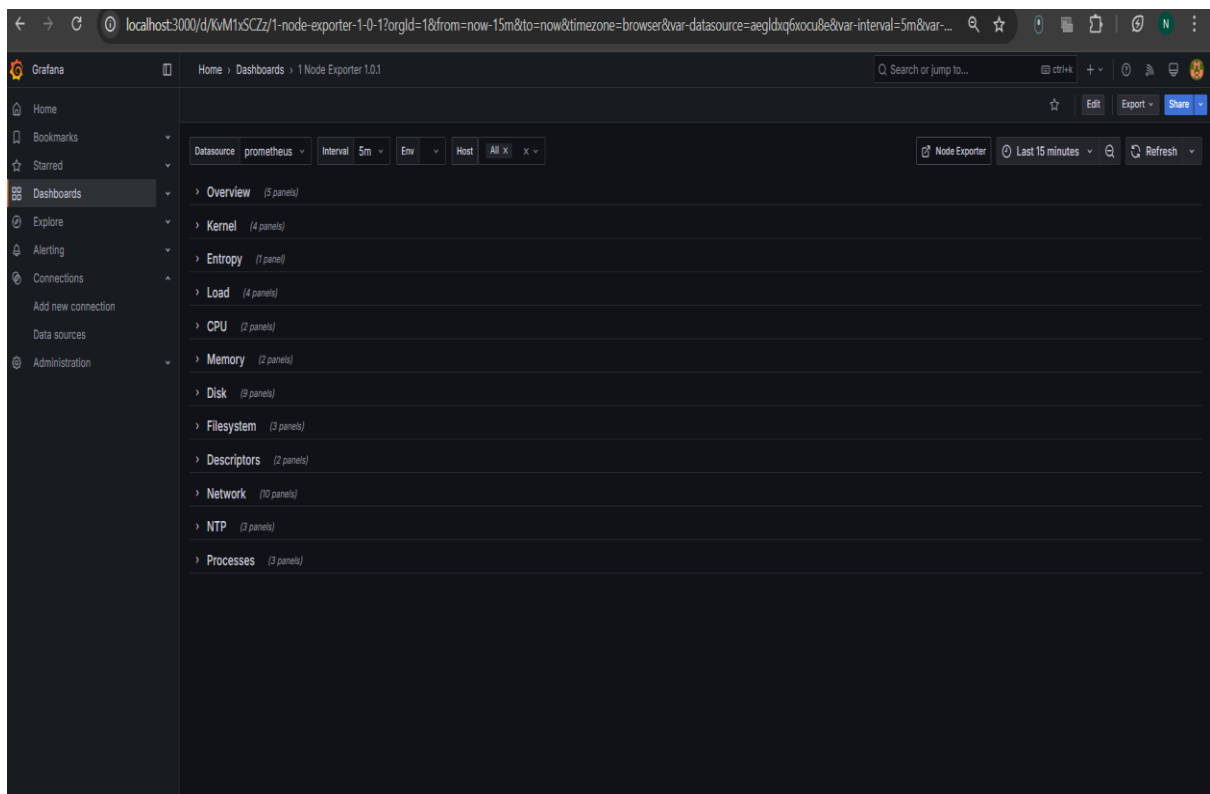 localhost:3000/d/KvM1xSCZz/1-node-exporter-1-0-1?orgId=1&from=now-15m&to=now&timezone=browser&var-datasource=aegldxq6xocu8e&var-interval=5m&var-...
N
Grafana
Home › Dashboards › 1 Node Exporter 1.0.1
Search or jump to...
ctrl+k
Home
Edit
Export
Share
Bookmarks
Datasource prometheus
Interval 5m
Env
Host All x
Node Exporter
Last 15 minutes
Refresh
Starred
Dashboards
Explore
Alerting
Connections
Add new connection
Data sources
Administration
Overview (5 panels)
Kernel (4 panels)
Entropy (1 panel)
Load (4 panels)
CPU (2 panels)
Memory (2 panels)
Disk (9 panels)
Filesystem (3 panels)
Descriptors (2 panels)
Network (10 panels)
NTP (3 panels)
Processes (3 panels)